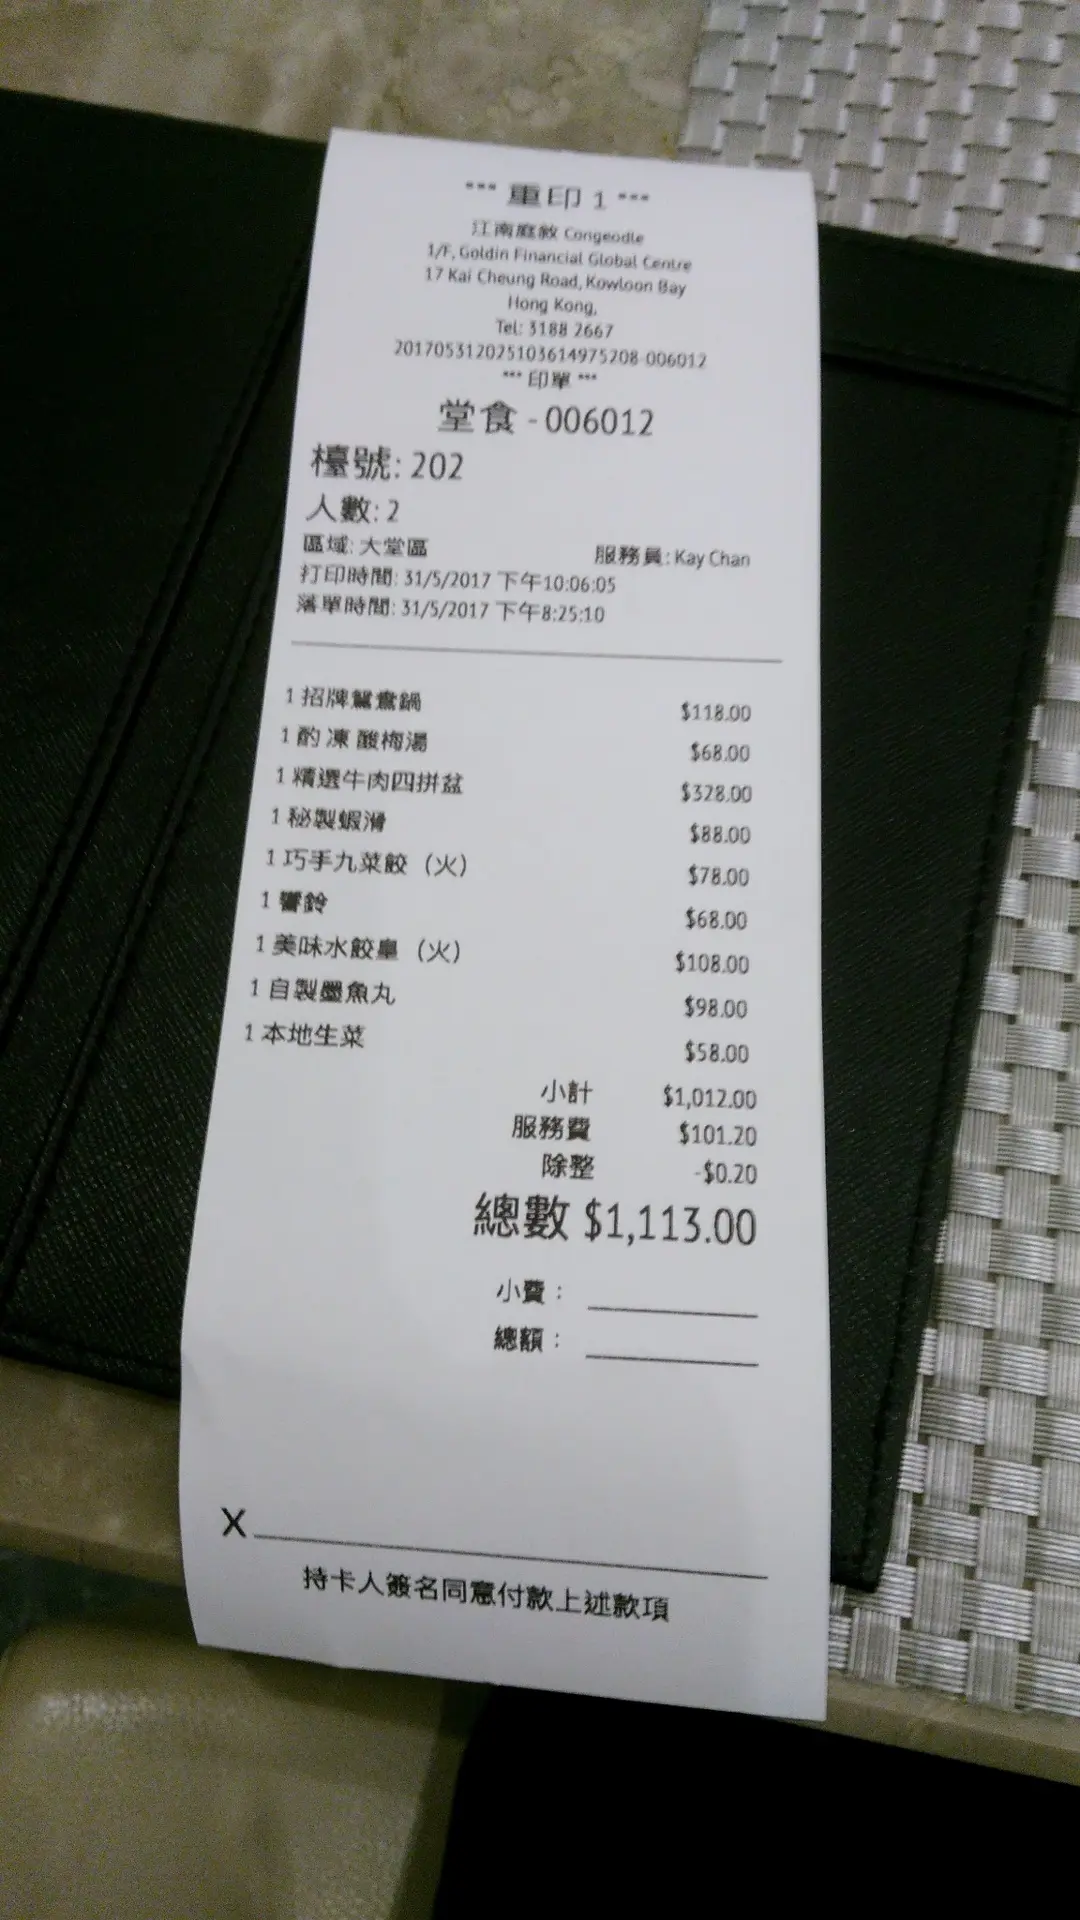 *** 重印 1 ***
江南庭敘 Congeodle
1/F, Goldin Financial Global Centre
17 Kai Cheung Road, Kowloon Bay
Hong Kong,
Tel: 3188 2667
201705312025103614975208-006012
*** 印單 ***
堂食 - 006012
檯號: 202
人數: 2
區域: 大堂區 服務員: Kay Chan
打印時間: 31/5/2017 下午10:06:05
落單時間: 31/5/2017 下午8:25:10
1 招牌鴛鴦鍋 $118.00
1 酌 凍 酸梅湯 $68.00
1 精選牛肉四拼盆 $328.00
1 秘製蝦滑 $88.00
1 巧手九菜餃（火） $78.00
1 響鈴 $68.00
1 美味水餃皇（火） $108.00
1 自製墨魚丸 $98.00
1 本地生菜 $58.00
小計 $1,012.00
服務費 $101.20
除整 -$0.20
總數 $1,113.00
小費：
總額：
X
持卡人簽名同意付款上述款項